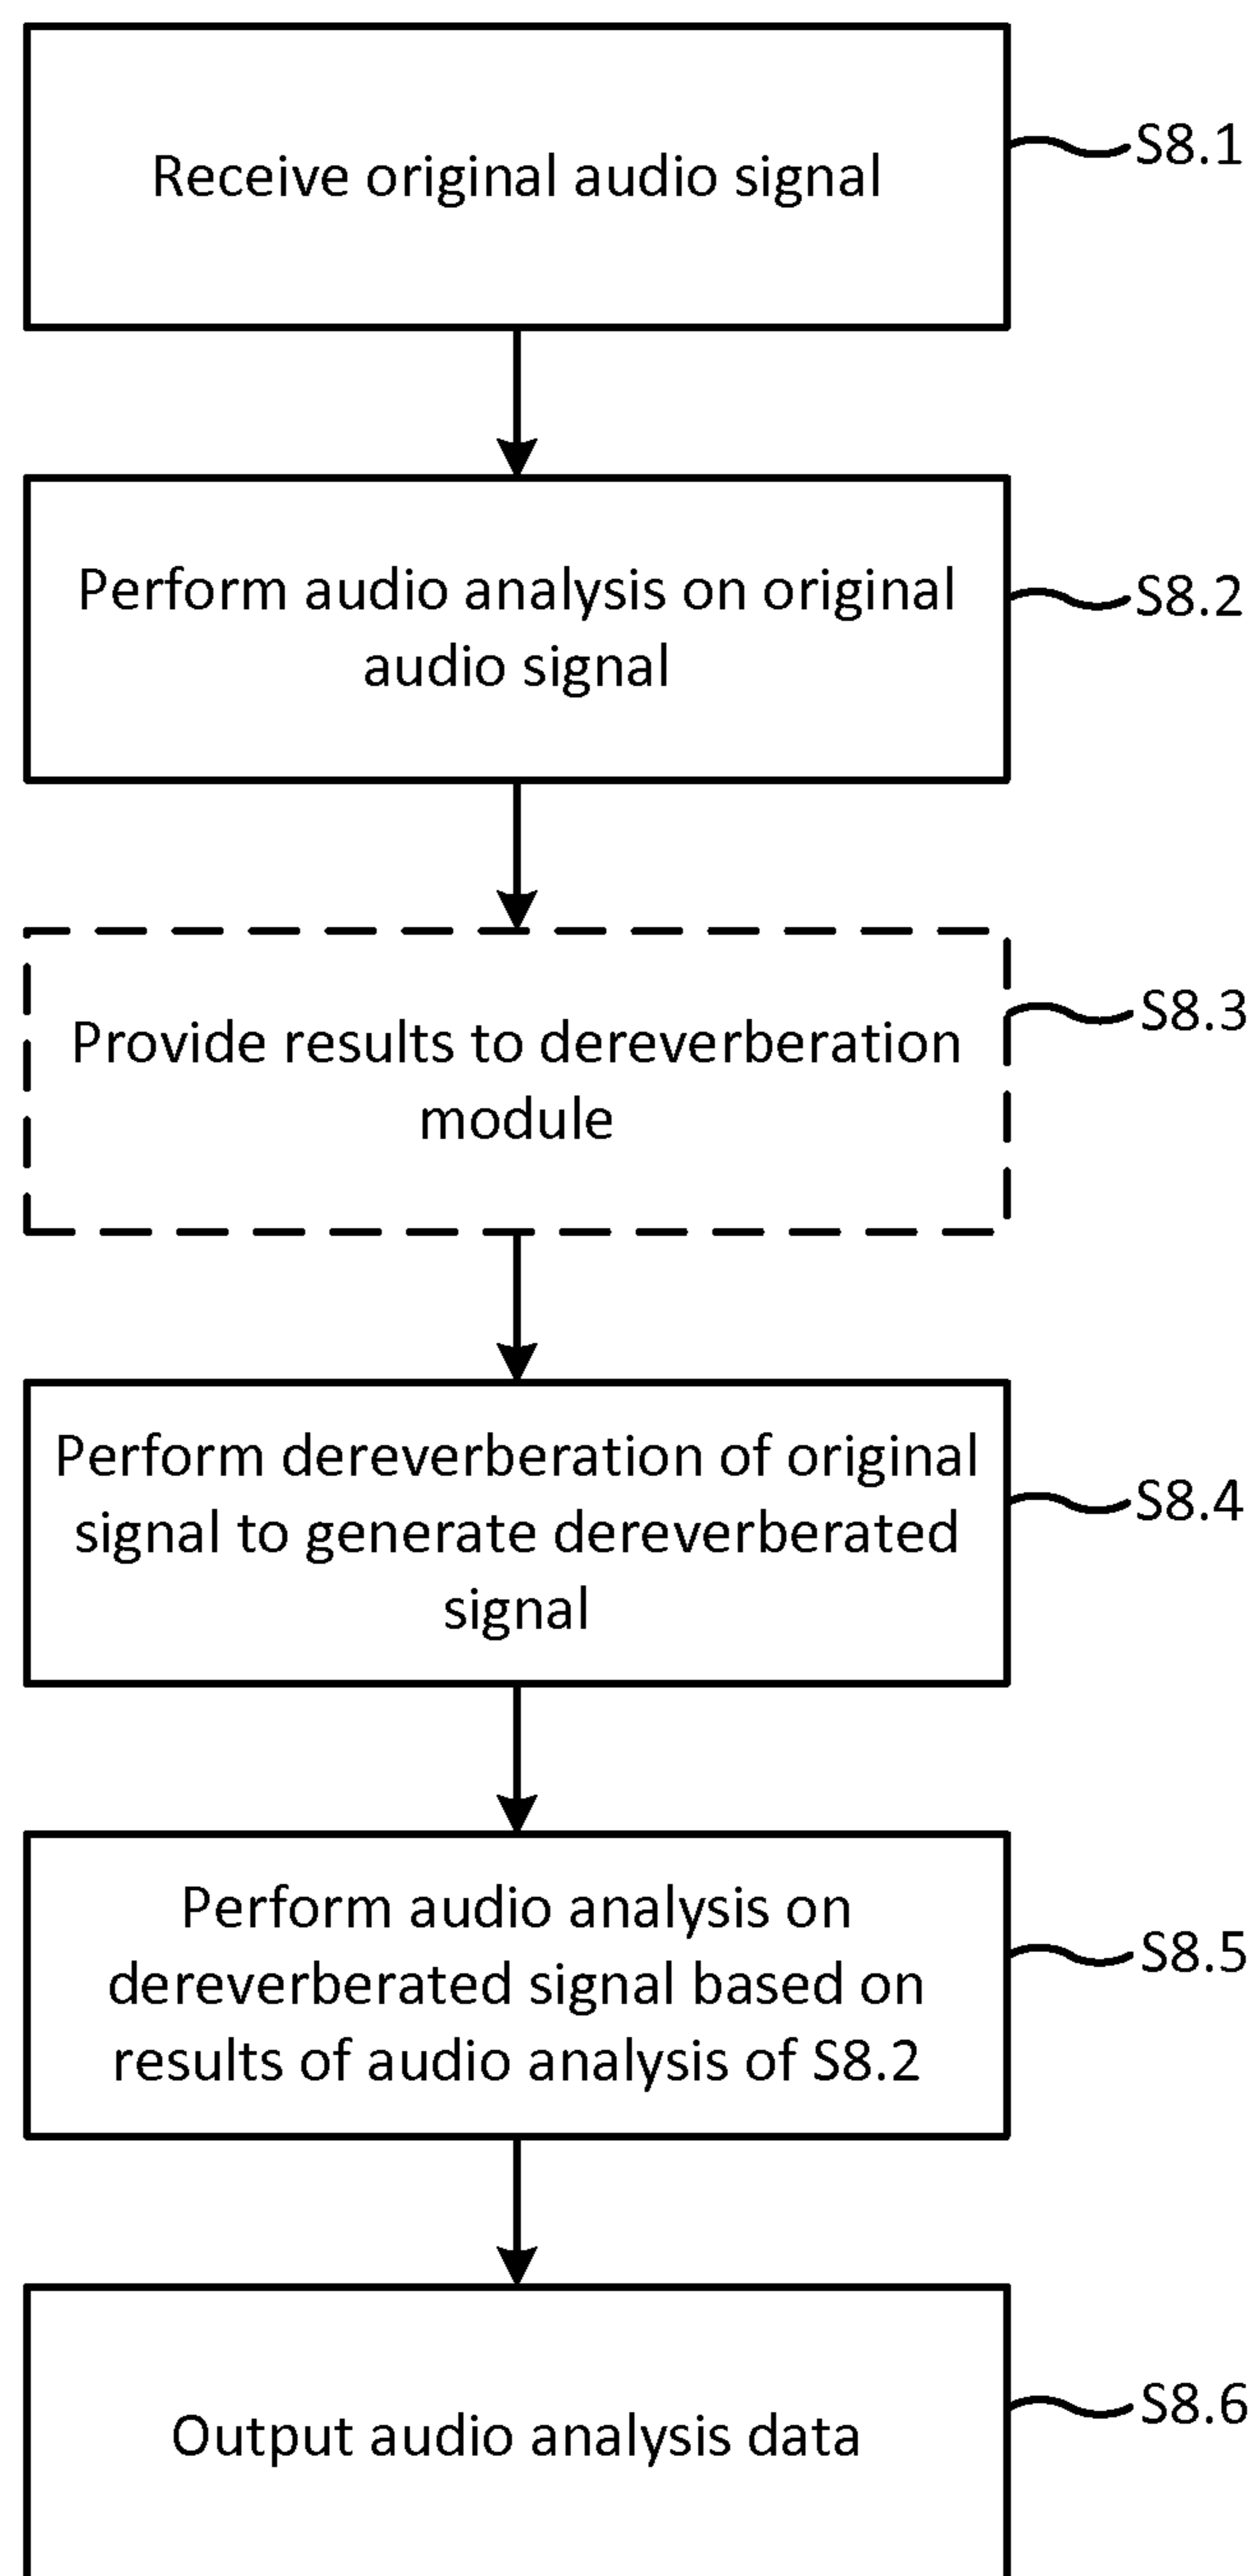 Receive original audio signal
S8.1
Perform audio analysis on original
audio signal
S8.2
Provide results to dereverberation
module
S8.3
Perform dereverberation of original
signal to generate dereverberated
signal
S8.4
Perform audio analysis on
dereverberated signal based on
results of audio analysis of S8.2
S8.5
Output audio analysis data
S8.6